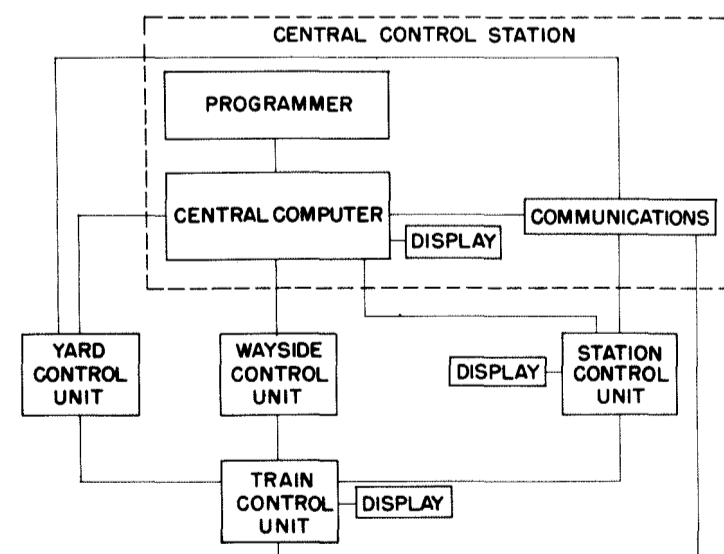 CENTRAL CONTROL STATION
PROGRAMMER
CENTRAL COMPUTER
COMMUNICATIONS
DISPLAY
YARD
CONTROL
UNIT
WAYSIDE
CONTROL
UNIT
DISPLAY
STATION
CONTROL
UNIT
TRAIN
CONTROL
UNIT
DISPLAY